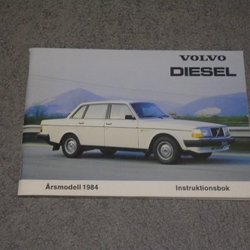 VOLVO
DIESEL
Årsmodell 1984
Instruktionsbok